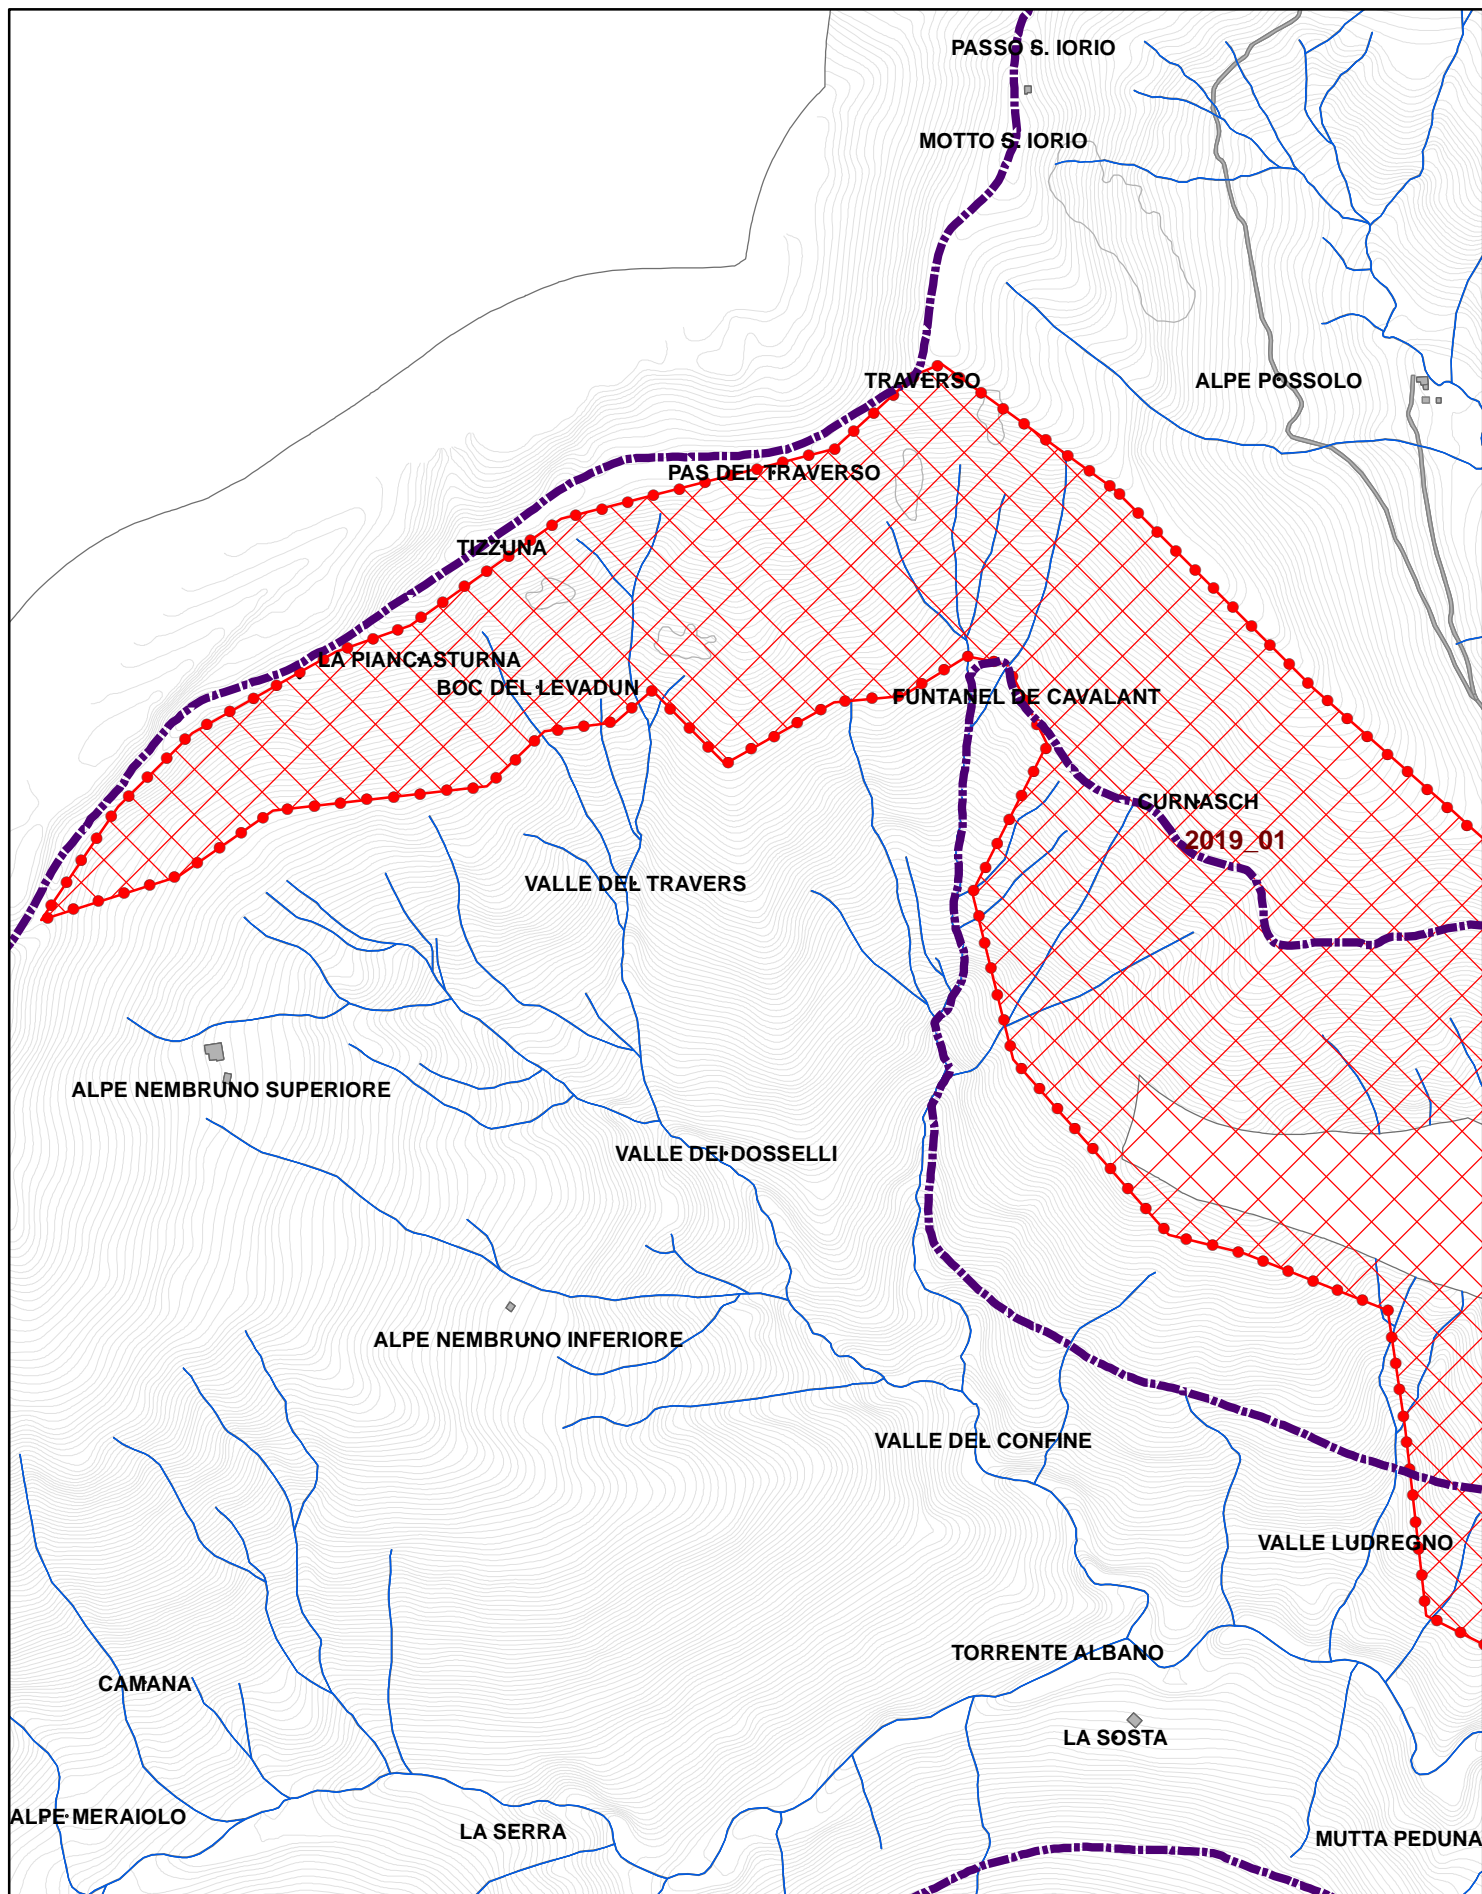 PASSO S. IORIO
MOTTO S. IORIO
TRAVERSO
ALPE POSSOLO
PAS DEL TRAVERSO
TIZZUNA
LA PIANCASTURNA
BOC DEL LEVADUN
FUNTANEL DE CAVALANT
CURNASCH
2019_01
VALLE DEL TRAVERS
ALPE NEMBRUNO SUPERIORE
VALLE DEI DOSSELLI
ALPE NEMBRUNO INFERIORE
VALLE DEL CONFINE
VALLE LUDREGNO
TORRENTE ALBANO
CAMANA
LA SOSTA
ALPE MERAIOLO
LA SERRA
MUTTA PEDUNA